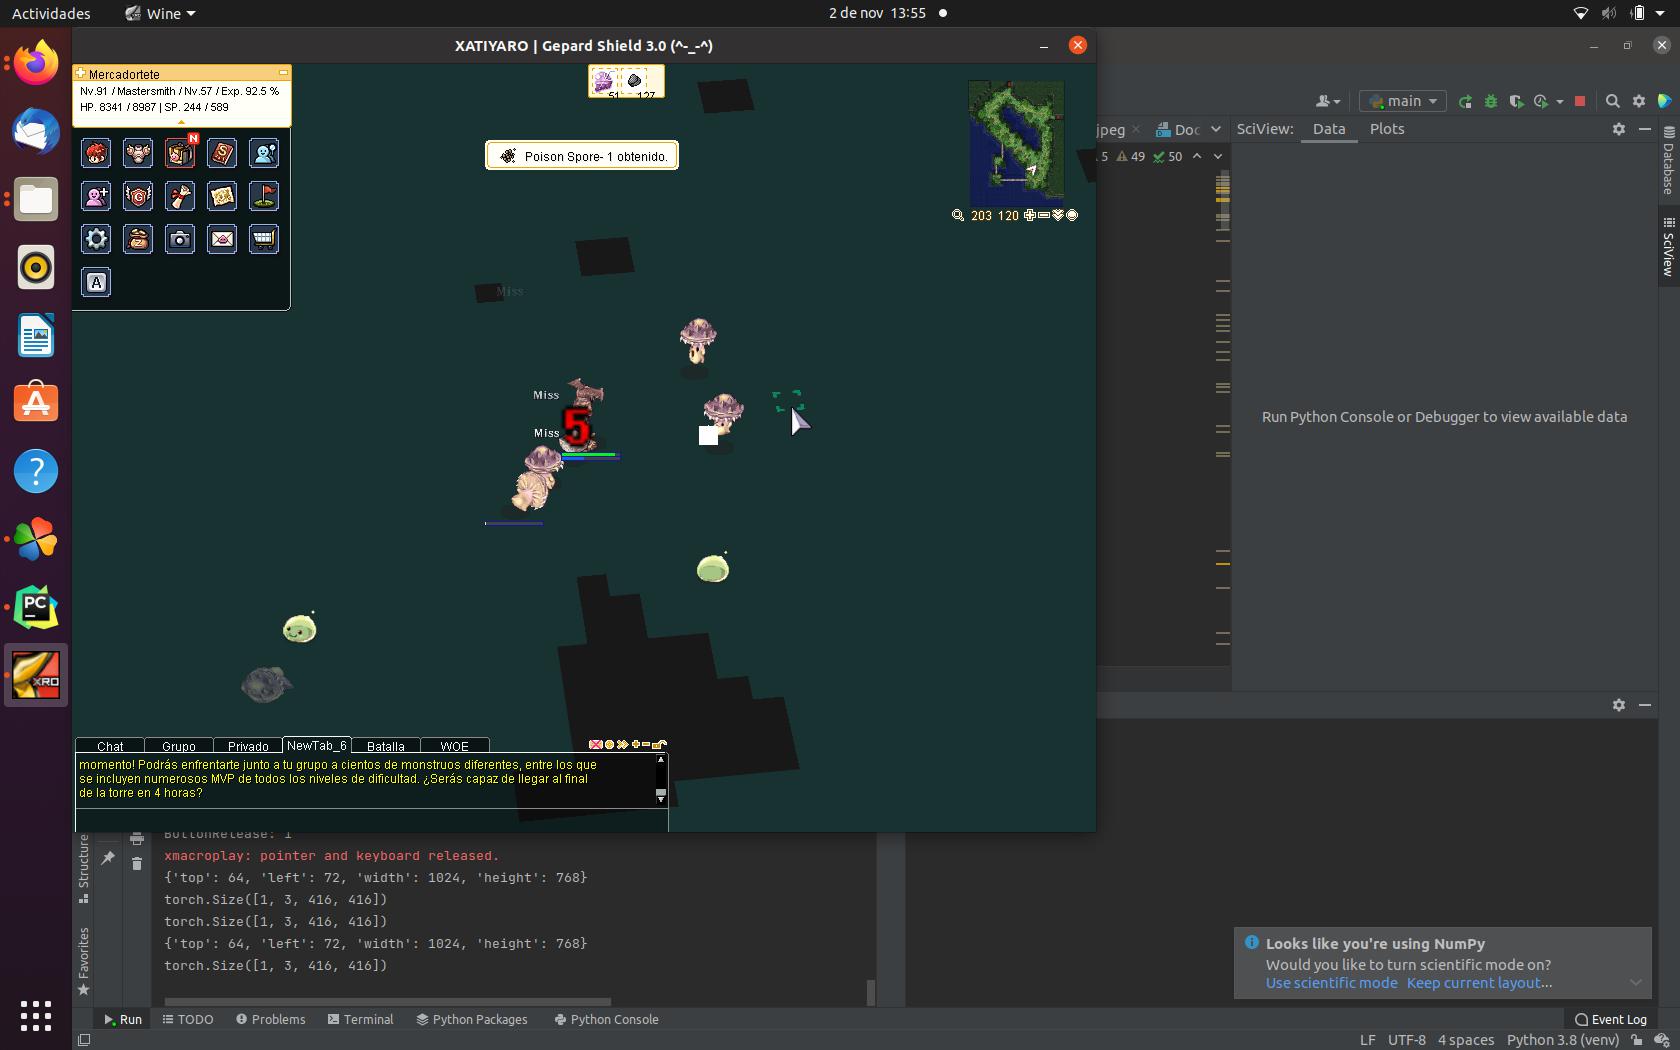 Actividades
Wine
2 de nov 13:55
XATIYARO | Gepard Shield 3.0 (^-_-^)
Mercadortete
Nv.91 / Mastersmith / Nv.57 / Exp. 92.5 %
HP. 8341 / 8987 | SP. 244 / 589
N
A
51
127
Poison Spore- 1 obtenido.
203 120
Miss
Miss
5
Miss
XRO
PC
Chat
Grupo
Privado
NewTab_6
Batalla
WOE
momento! Podrás enfrentarte junto a tu grupo a cientos de monstruos diferentes, entre los que
se incluyen numerosos MVP de todos los niveles de dificultad. ¿Serás capaz de llegar al final
de la torre en 4 horas?
main
jpeg
Doc
SciView:
Data
Plots
5
49
50
Database
SciView
Run Python Console or Debugger to view available data
Structure
Favorites
ButtonRelease: 1
xmacroplay: pointer and keyboard released.
{'top': 64, 'left': 72, 'width': 1024, 'height': 768}
torch.Size([1, 3, 416, 416])
torch.Size([1, 3, 416, 416])
{'top': 64, 'left': 72, 'width': 1024, 'height': 768}
torch.Size([1, 3, 416, 416])
Looks like you're using NumPy
Would you like to turn scientific mode on?
Use scientific mode Keep current layout...
Run
TODO
Problems
Terminal
Python Packages
Python Console
Event Log
LF UTF-8 4 spaces Python 3.8 (venv)